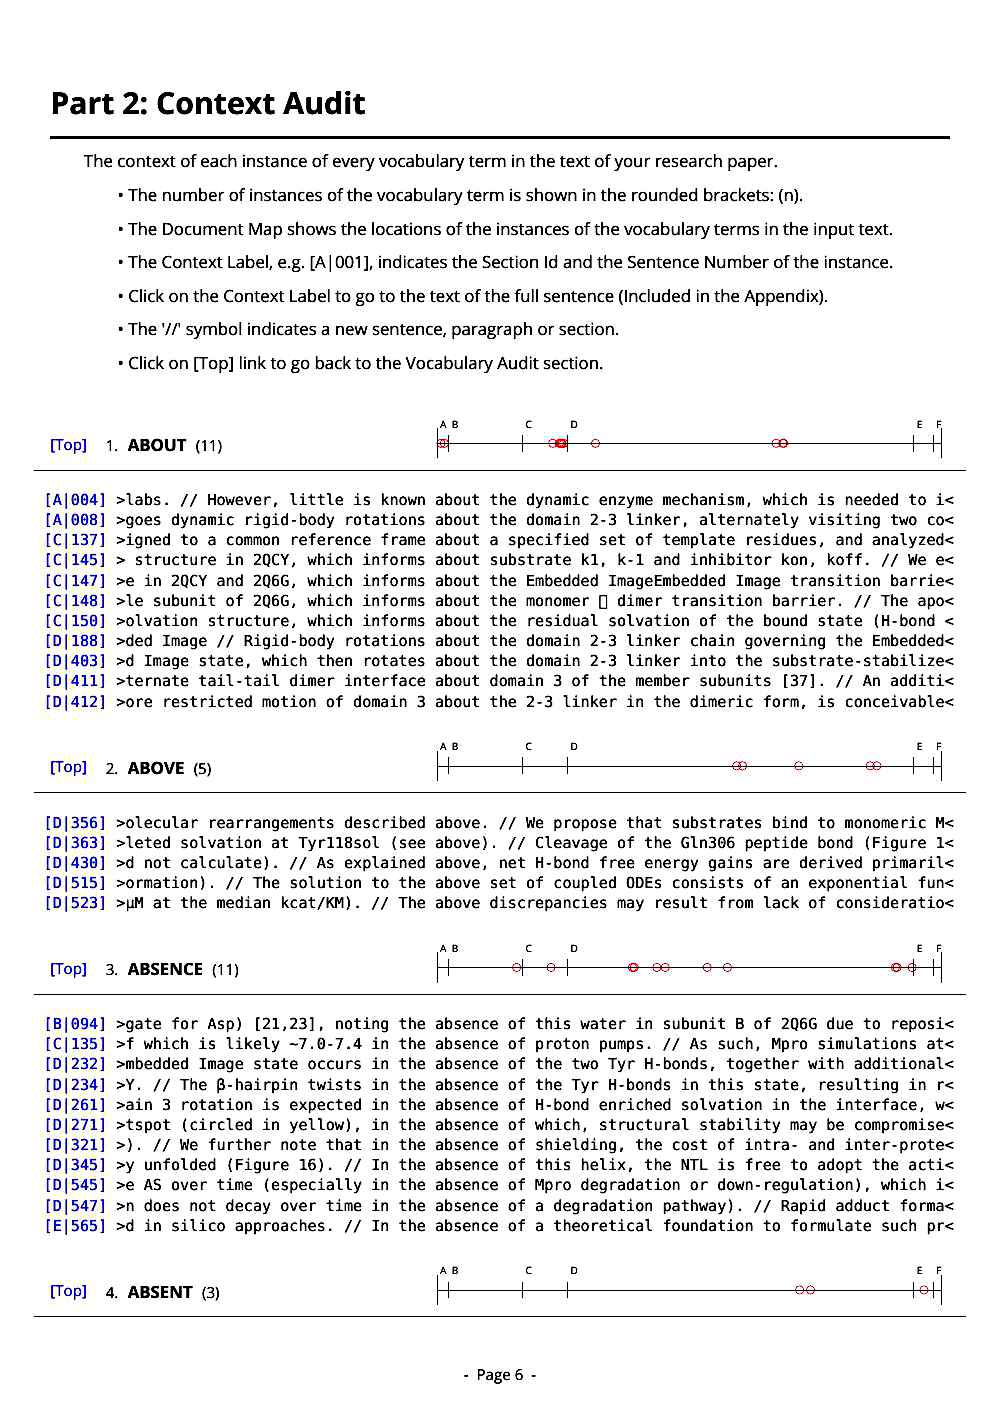 Part 2: Context Audit
The context of each instance of every vocabulary term in the text of your research paper.
• The number of instances of the vocabulary term is shown in the rounded brackets: (n).
• The Document Map shows the locations of the instances of the vocabulary terms in the input text.
• The Context Label, e.g. [A|001], indicates the Section Id and the Sentence Number of the instance.
• Click on the Context Label to go to the text of the full sentence (Included in the Appendix).
• The '//' symbol indicates a new sentence, paragraph or section.
• Click on [Top] link to go back to the Vocabulary Audit section.
A B C D E F
[Top] 1. ABOUT (11)
[A|004] >labs. // However, little is known about the dynamic enzyme mechanism, which is needed to i<
[A|008] >goes dynamic rigid-body rotations about the domain 2-3 linker, alternately visiting two co<
[C|137] >igned to a common reference frame about a specified set of template residues, and analyzed<
[C|145] > structure in 2QCY, which informs about substrate k1, k-1 and inhibitor kon, koff. // We e<
[C|147] >e in 2QCY and 2Q6G, which informs about the Embedded ImageEmbedded Image transition barrie<
[C|148] >le subunit of 2Q6G, which informs about the monomer ▯ dimer transition barrier. // The apo<
[C|150] >olvation structure, which informs about the residual solvation of the bound state (H-bond <
[D|188] >ded Image // Rigid-body rotations about the domain 2-3 linker chain governing the Embedded<
[D|403] >d Image state, which then rotates about the domain 2-3 linker into the substrate-stabilize<
[D|411] >ternate tail-tail dimer interface about domain 3 of the member subunits [37]. // An additi<
[D|412] >ore restricted motion of domain 3 about the 2-3 linker in the dimeric form, is conceivable<
A B C D E F
[Top] 2. ABOVE (5)
[D|356] >olecular rearrangements described above. // We propose that substrates bind to monomeric M<
[D|363] >leted solvation at Tyr118sol (see above). // Cleavage of the Gln306 peptide bond (Figure 1<
[D|430] >d not calculate). // As explained above, net H-bond free energy gains are derived primaril<
[D|515] >ormation). // The solution to the above set of coupled ODEs consists of an exponential fun<
[D|523] >μM at the median kcat/KM). // The above discrepancies may result from lack of consideratio<
A B C D E F
[Top] 3. ABSENCE (11)
[B|094] >gate for Asp) [21,23], noting the absence of this water in subunit B of 2Q6G due to reposi<
[C|135] >f which is likely ~7.0-7.4 in the absence of proton pumps. // As such, Mpro simulations at<
[D|232] >mbedded Image state occurs in the absence of the two Tyr H-bonds, together with additional<
[D|234] >Y. // The β-hairpin twists in the absence of the Tyr H-bonds in this state, resulting in r<
[D|261] >ain 3 rotation is expected in the absence of H-bond enriched solvation in the interface, w<
[D|271] >tspot (circled in yellow), in the absence of which, structural stability may be compromise<
[D|321] >). // We further note that in the absence of shielding, the cost of intra- and inter-prote<
[D|345] >y unfolded (Figure 16). // In the absence of this helix, the NTL is free to adopt the acti<
[D|545] >e AS over time (especially in the absence of Mpro degradation or down-regulation), which i<
[D|547] >n does not decay over time in the absence of a degradation pathway). // Rapid adduct forma<
[E|565] >d in silico approaches. // In the absence of a theoretical foundation to formulate such pr<
A B C D E F
[Top] 4. ABSENT (3)
- Page 6 -